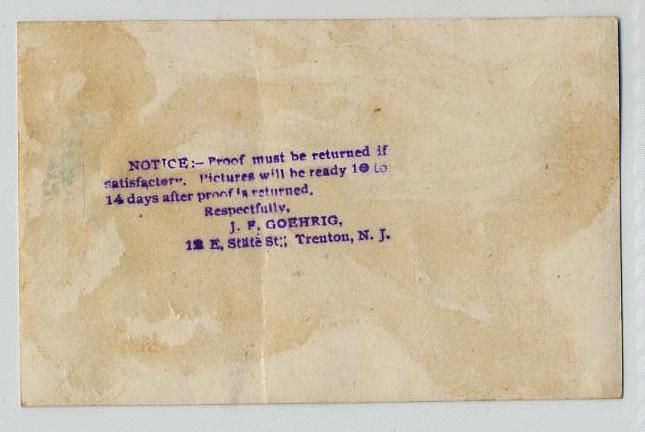 NOTICE:— Proof must be returned if
satisfactory. Pictures will be ready 10 to
14 days after proof is returned.
Respectfully,
J. F. GOEHRIG,
12 E. State St., Trenton, N. J.